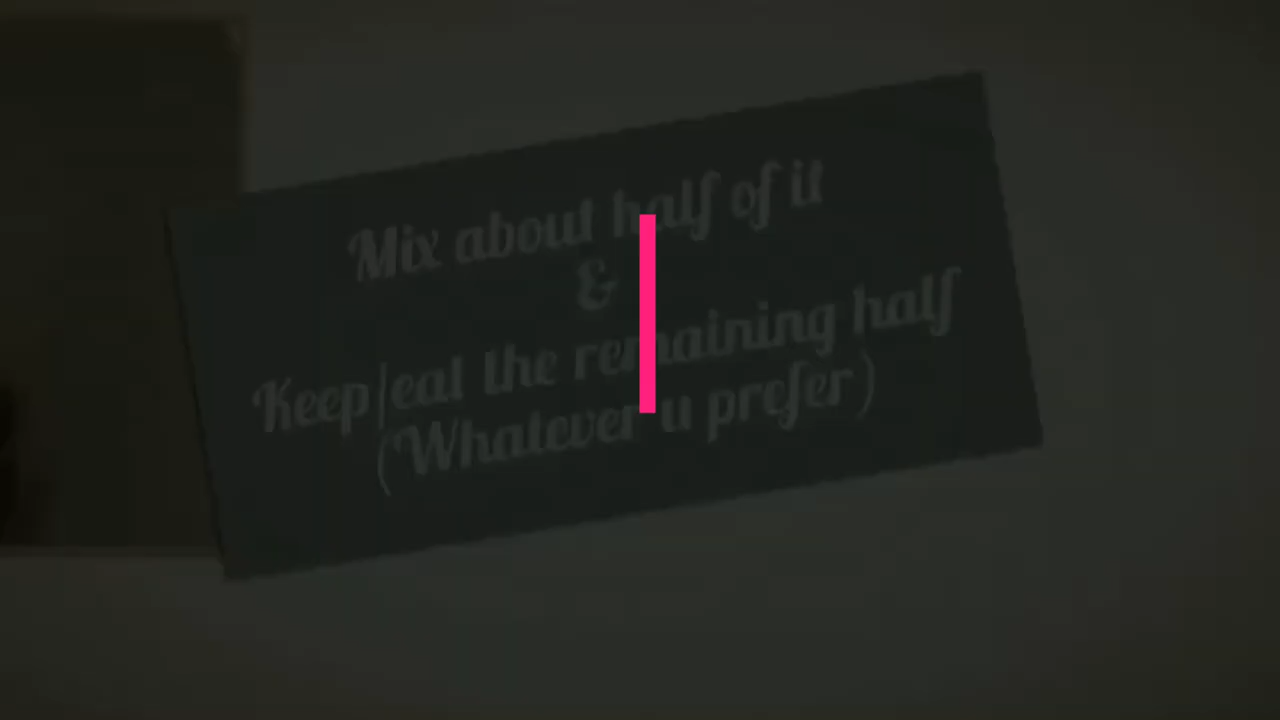 Mix about half of it
&
Keep/eat the remaining half
(Whatever u prefer)